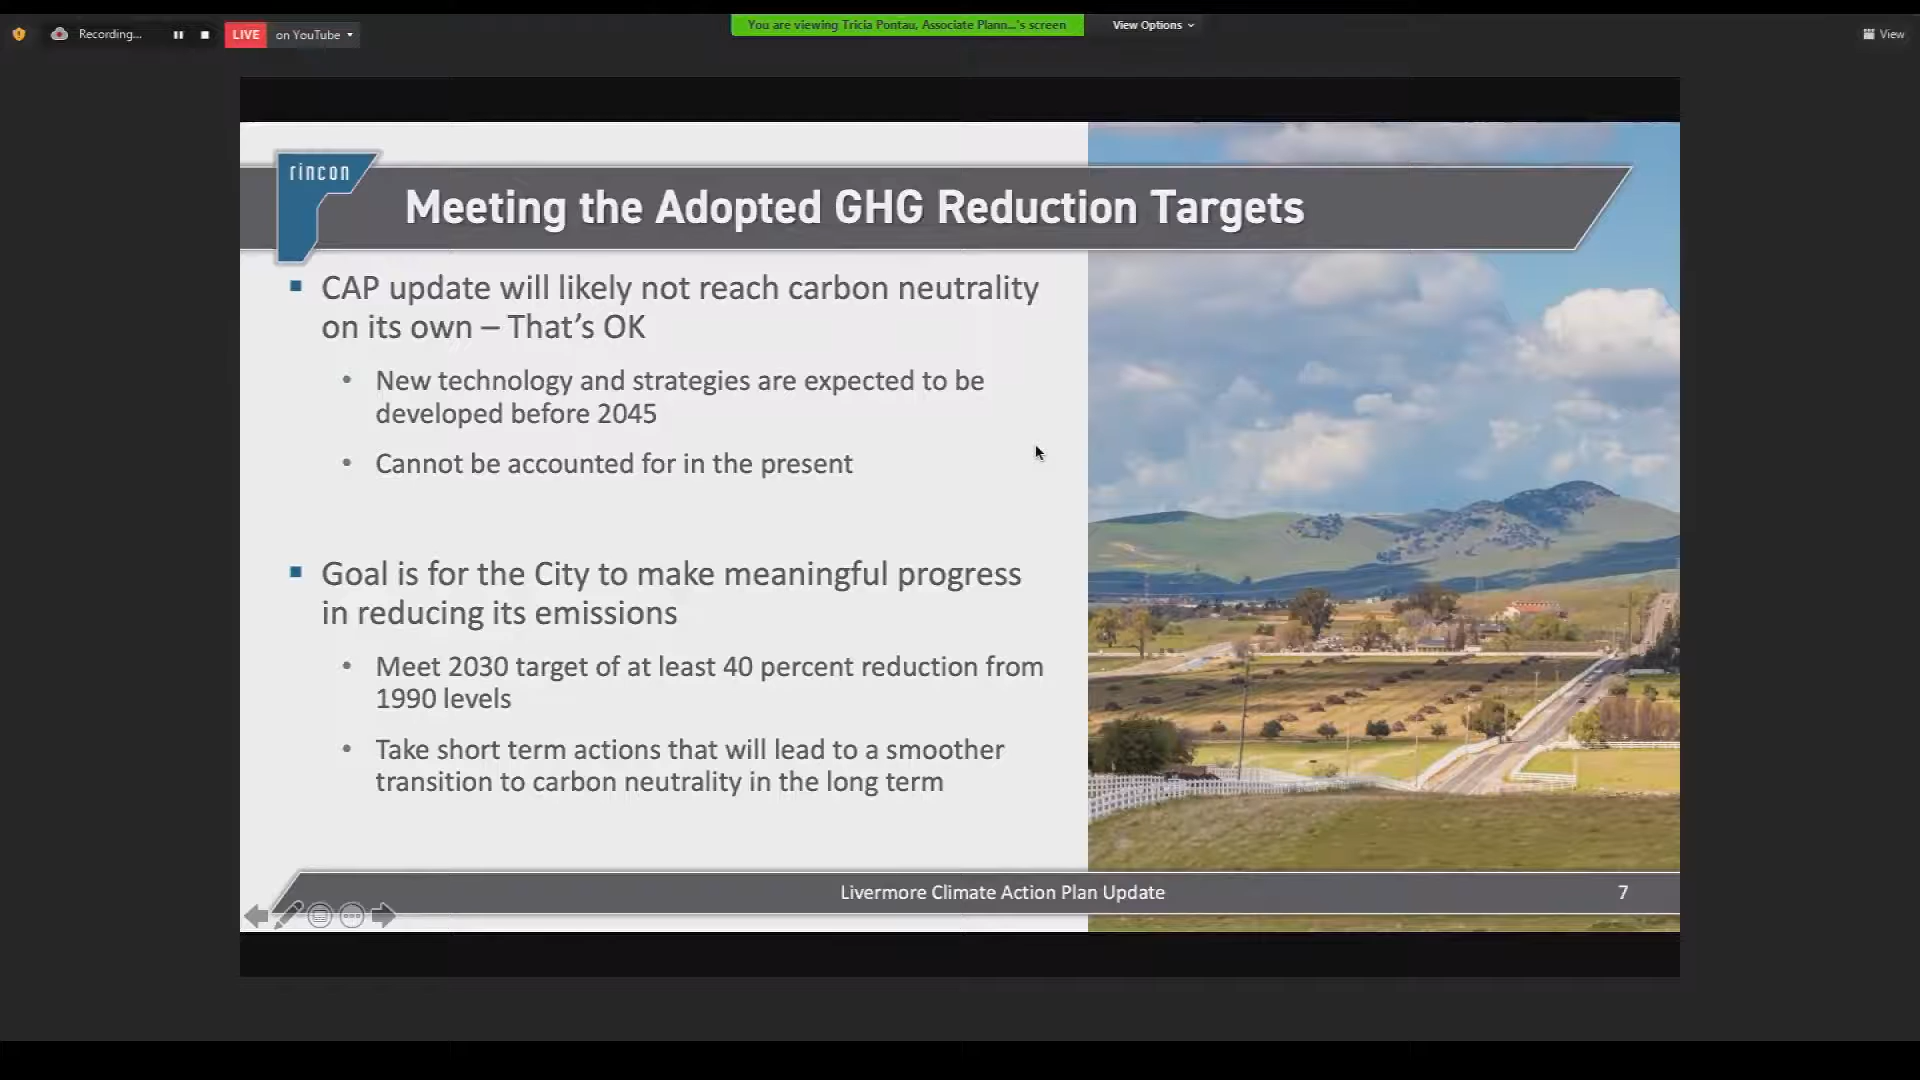 Recording...
LIVE on YouTube
You are viewing Tricia Pontau, Associate Plann...'s screen
View Options
View
rincon
Meeting the Adopted GHG Reduction Targets
CAP update will likely not reach carbon neutrality
on its own – That's OK
• New technology and strategies are expected to be
developed before 2045
• Cannot be accounted for in the present
Goal is for the City to make meaningful progress
in reducing its emissions
• Meet 2030 target of at least 40 percent reduction from
1990 levels
• Take short term actions that will lead to a smoother
transition to carbon neutrality in the long term
Livermore Climate Action Plan Update
7